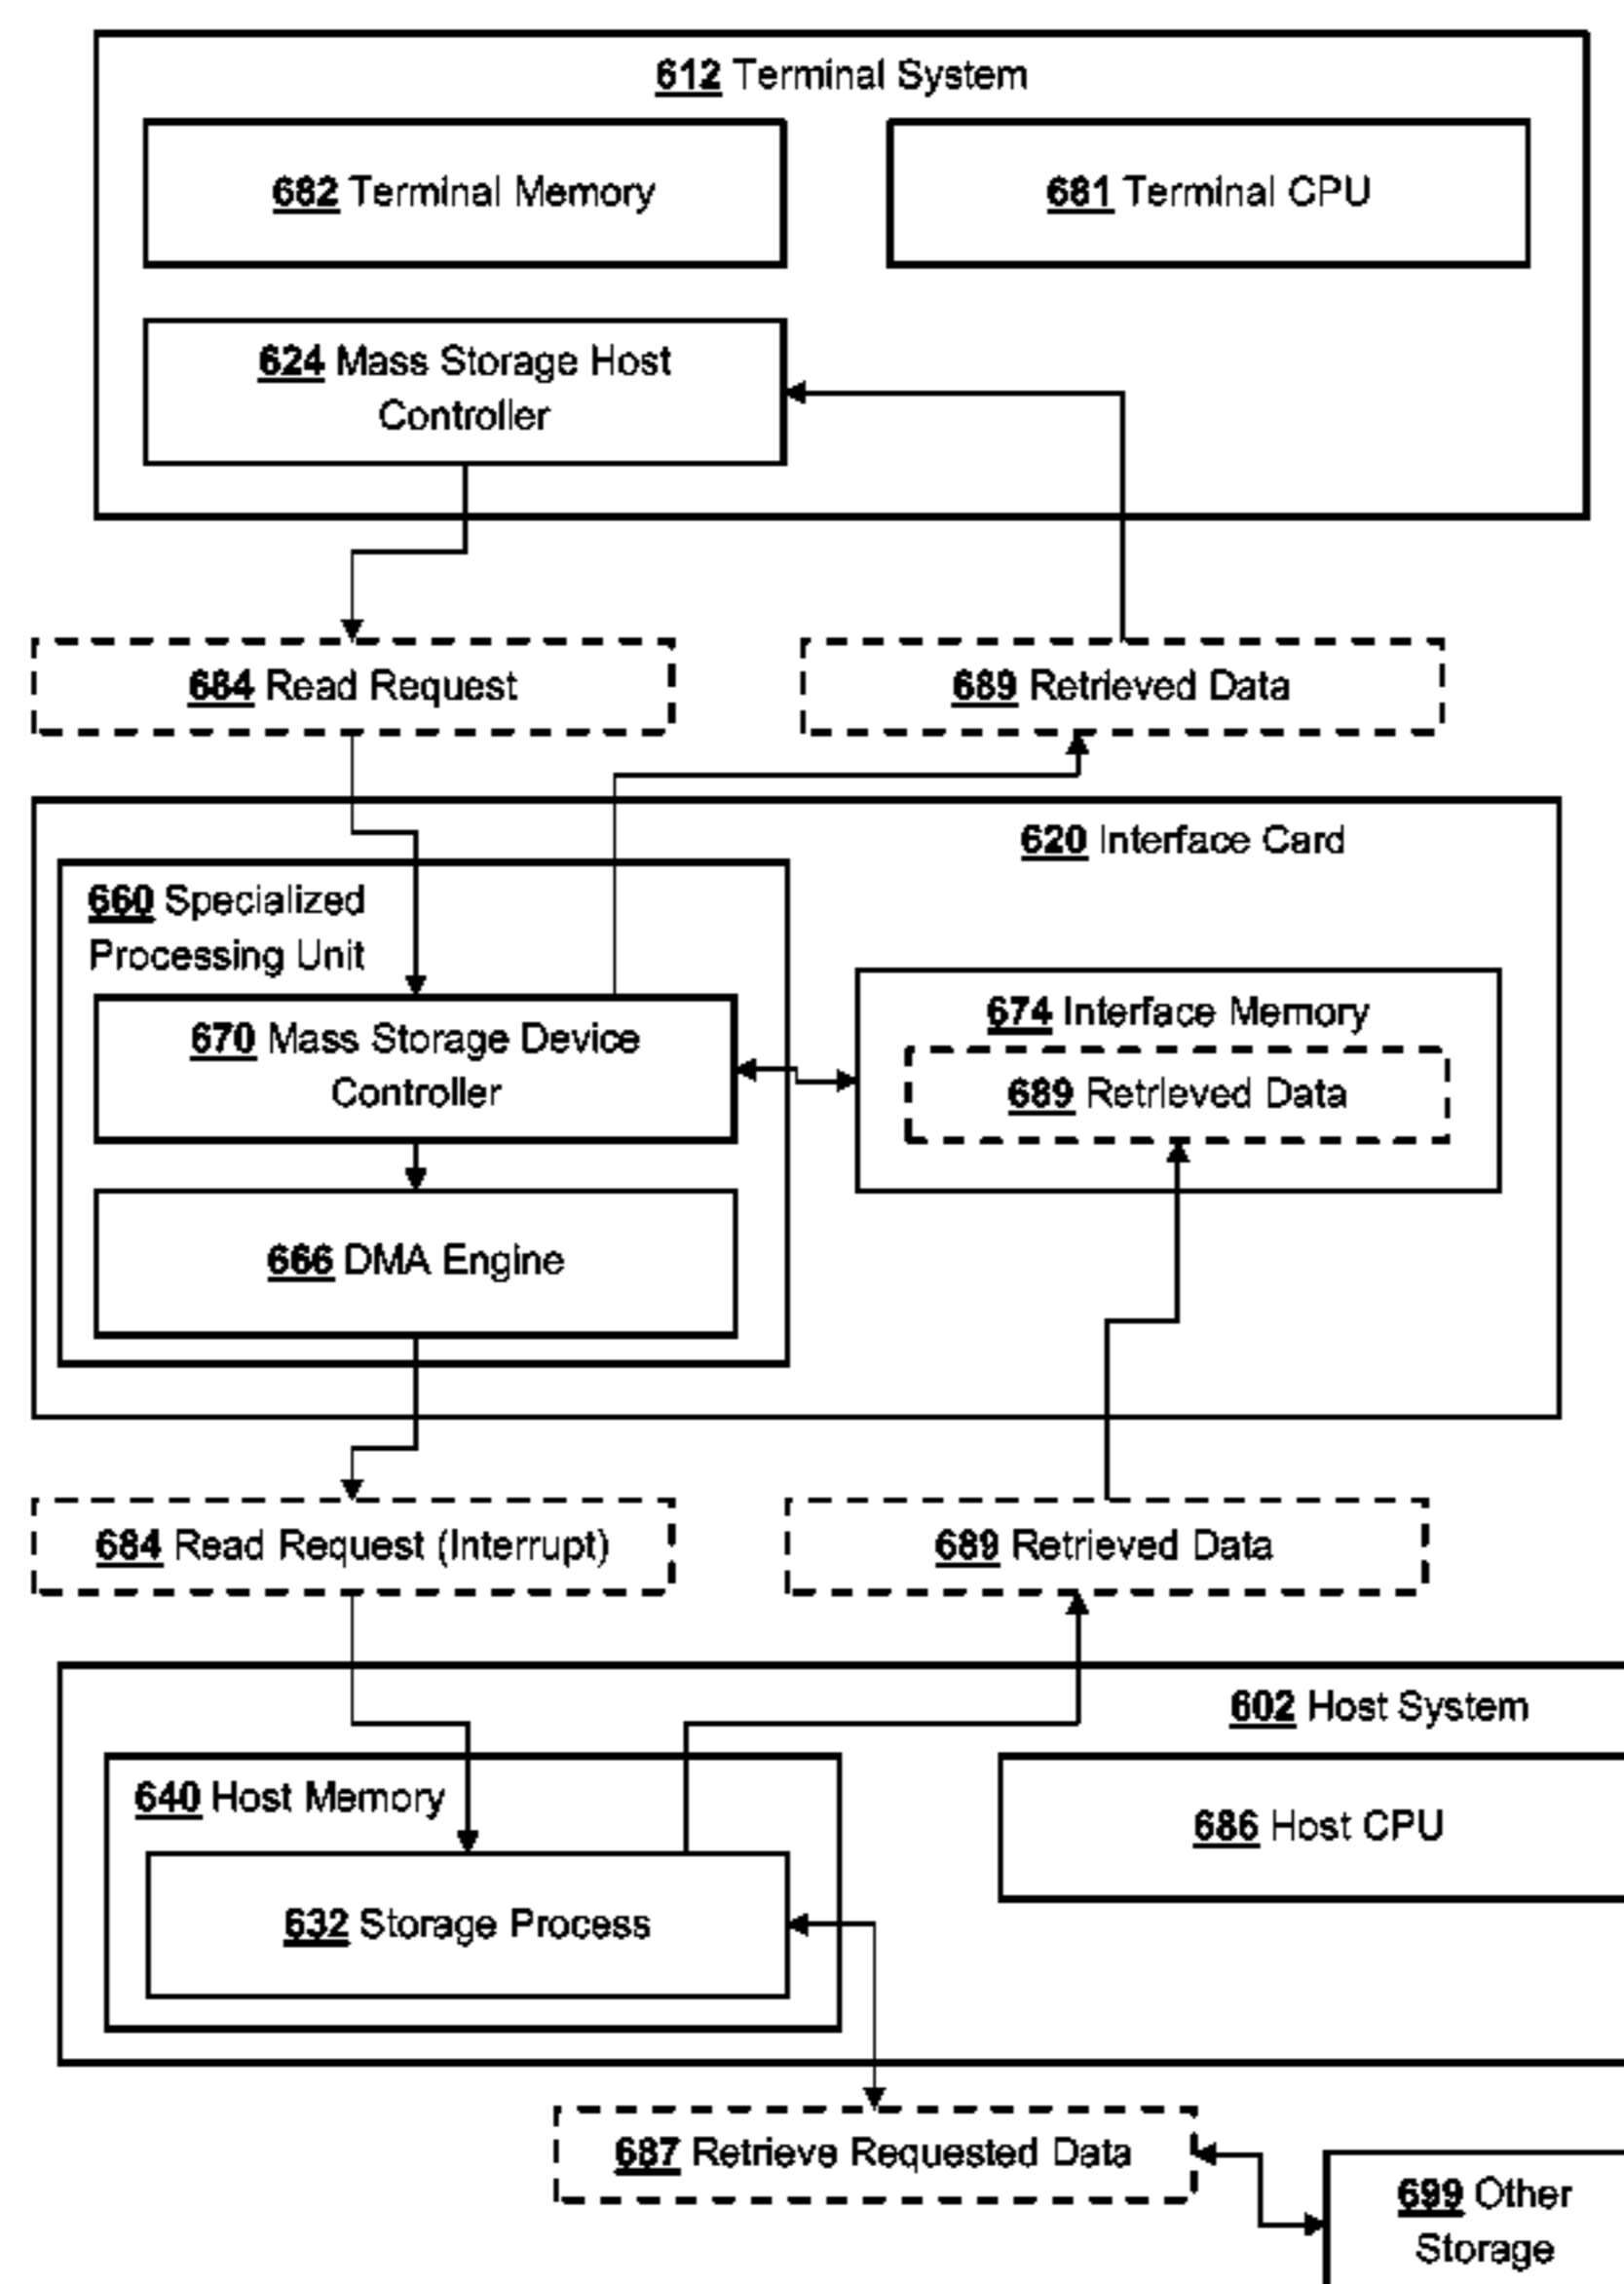 612 Terminal System
682 Terminal Memory
681 Terminal CPU
624 Mass Storage Host
Controller
684 Read Request
689 Retrieved Data
620 Interface Card
660 Specialized
Processing Unit
670 Mass Storage Device
Controller
674 Interface Memory
689 Retrieved Data
666 DMA Engine
684 Read Request (Interrupt)
689 Retrieved Data
602 Host System
640 Host Memory
686 Host CPU
632 Storage Process
687 Retrieve Requested Data
699 Other
Storage